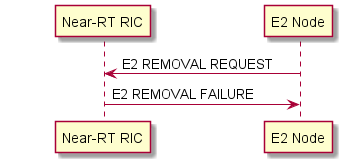 Near-RT RIC
E2 Node
E2 REMOVAL REQUEST
E2 REMOVAL FAILURE
Near-RT RIC
E2 Node